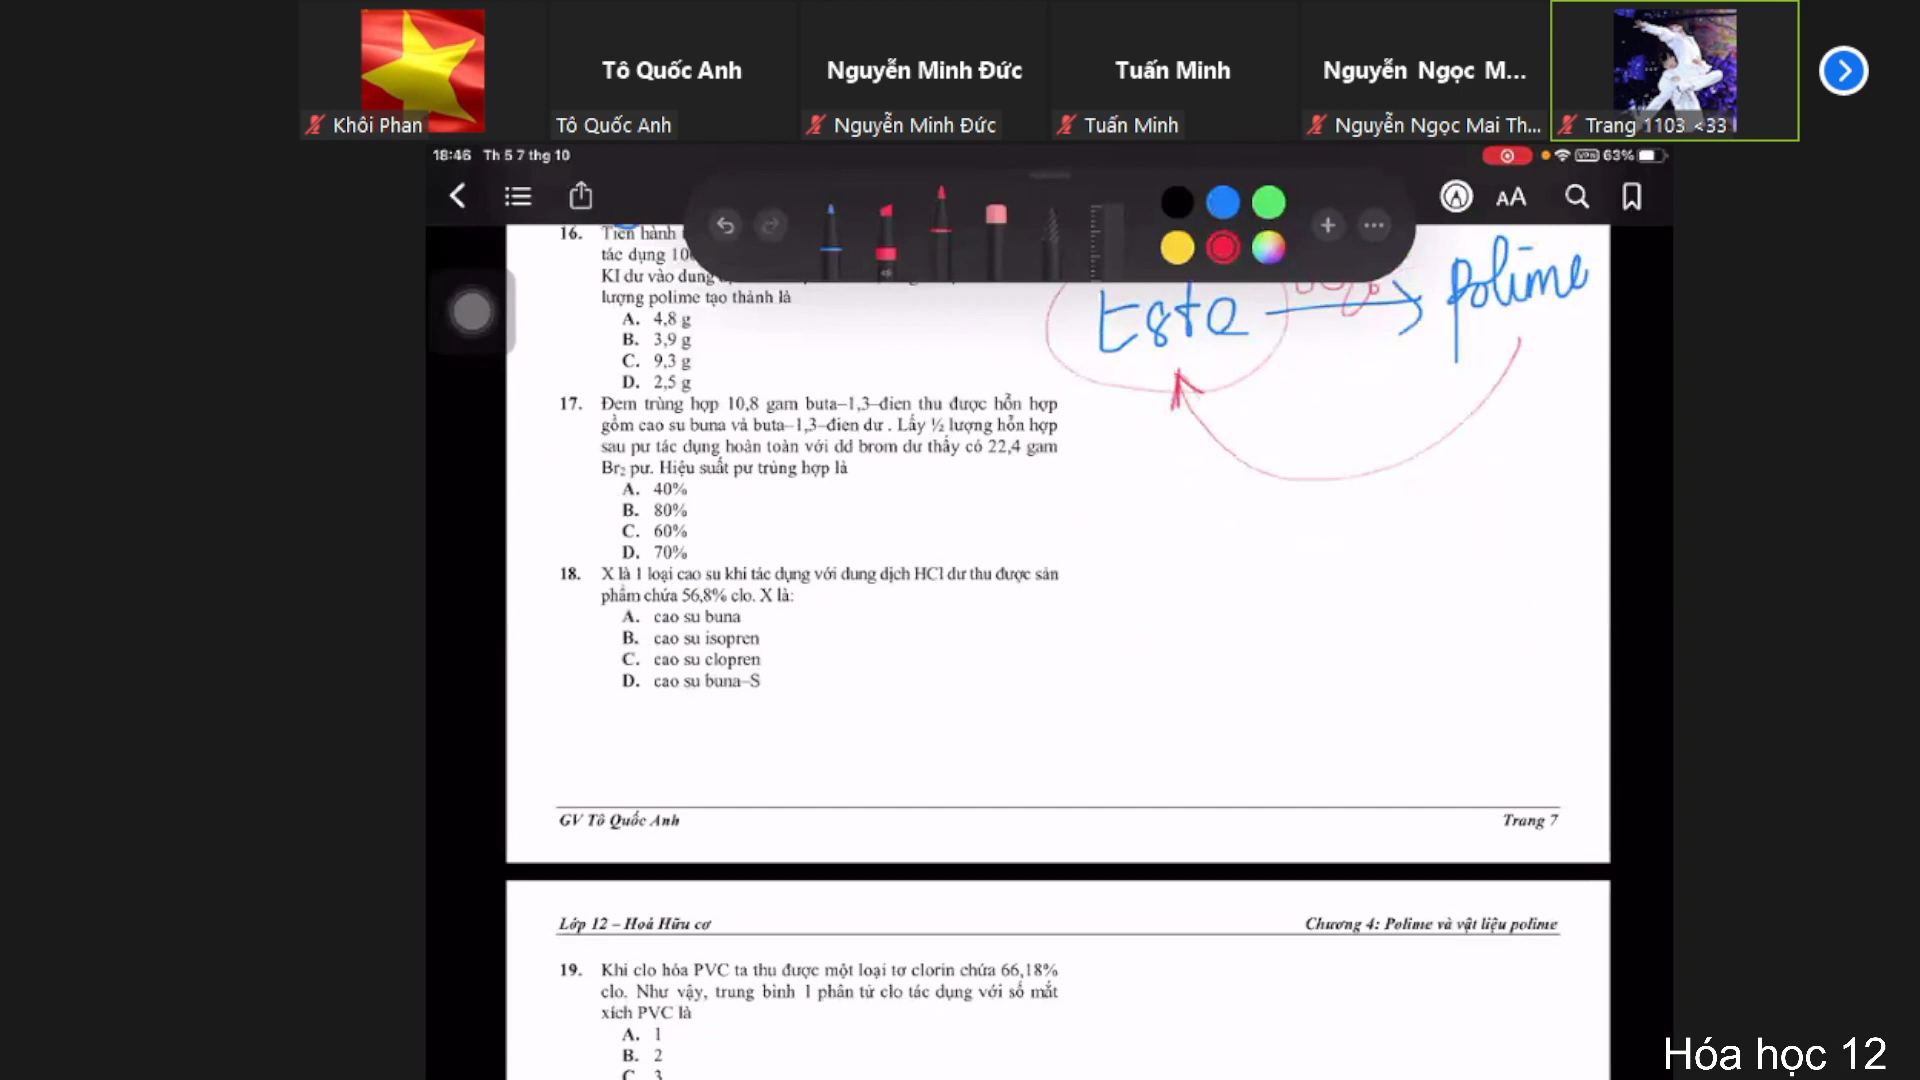 Tô Quốc Anh
Nguyễn Minh Đức
Tuấn Minh
Nguyễn Ngọc M...
Khôi Phan
Tô Quốc Anh
Nguyễn Minh Đức
Tuấn Minh
Nguyễn Ngọc Mai Th...
Trang 1103 <33
18:46 Th 5 7 thg 10
VPN 63%
AA
16. Tiến hành
tác dụng
KI dư vào dung
lượng polime tạo thành là
A. 4,8 g
B. 3,9 g
C. 9,3 g
D. 2,5 g
Este
Polime
17. Đem trùng hợp 10,8 gam buta–1,3–đien thu được hỗn hợp
gồm cao su buna và buta–1,3–đien dư . Lấy ½ lượng hỗn hợp
sau pư tác dụng hoàn toàn với dd brom dư thấy có 22,4 gam
Br₂ pư. Hiệu suất pư trùng hợp là
A. 40%
B. 80%
C. 60%
D. 70%
18. X là 1 loại cao su khi tác dụng với dung dịch HCl dư thu được sản
phẩm chứa 56,8% clo. X là:
A. cao su buna
B. cao su isopren
C. cao su clopren
D. cao su buna–S
GV Tô Quốc Anh
Trang 7
Lớp 12 – Hoá Hữu cơ
Chương 4: Polime và vật liệu polime
19. Khi clo hóa PVC ta thu được một loại tơ clorin chứa 66,18%
clo. Như vậy, trung bình 1 phân tử clo tác dụng với số mắt
xích PVC là
A. 1
B. 2
C. 3
Hóa học 12